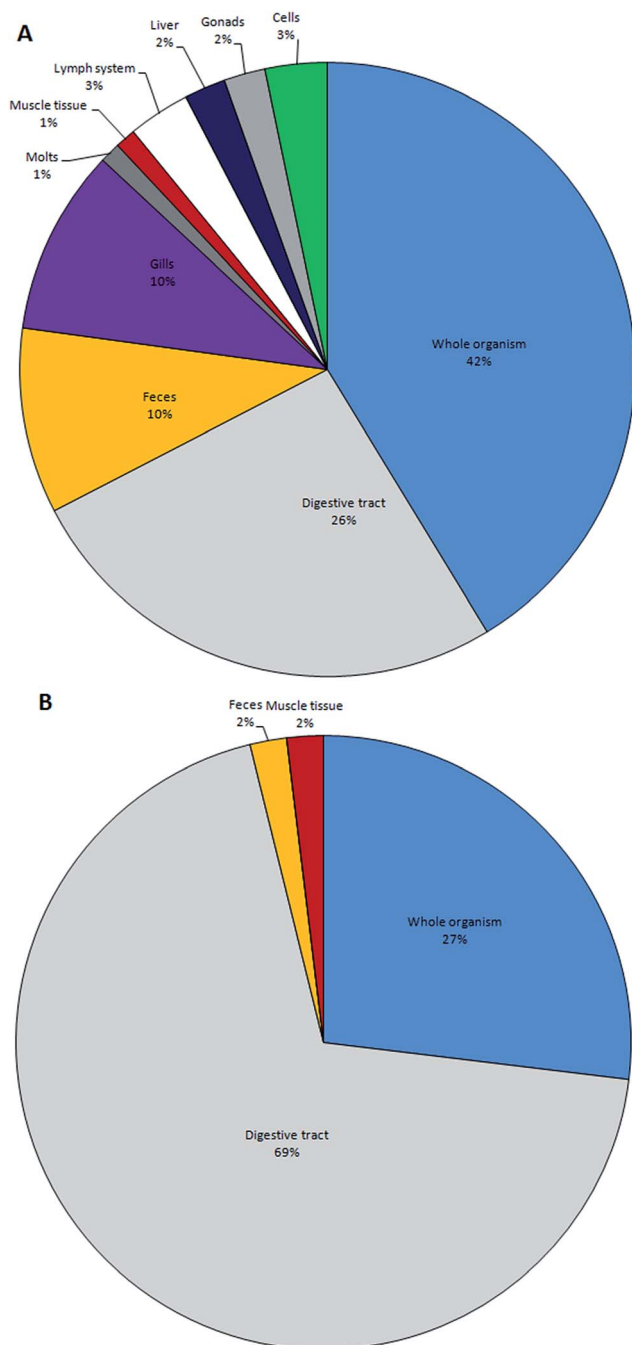 A
Cells
3%
Gonads
2%
Liver
2%
Lymph system
3%
Muscle tissue
1%
Molts
1%
Gills
10%
Whole organism
42%
Feces
10%
Digestive tract
26%
B
Feces
2%
Muscle tissue
2%
Whole organism
27%
Digestive tract
69%